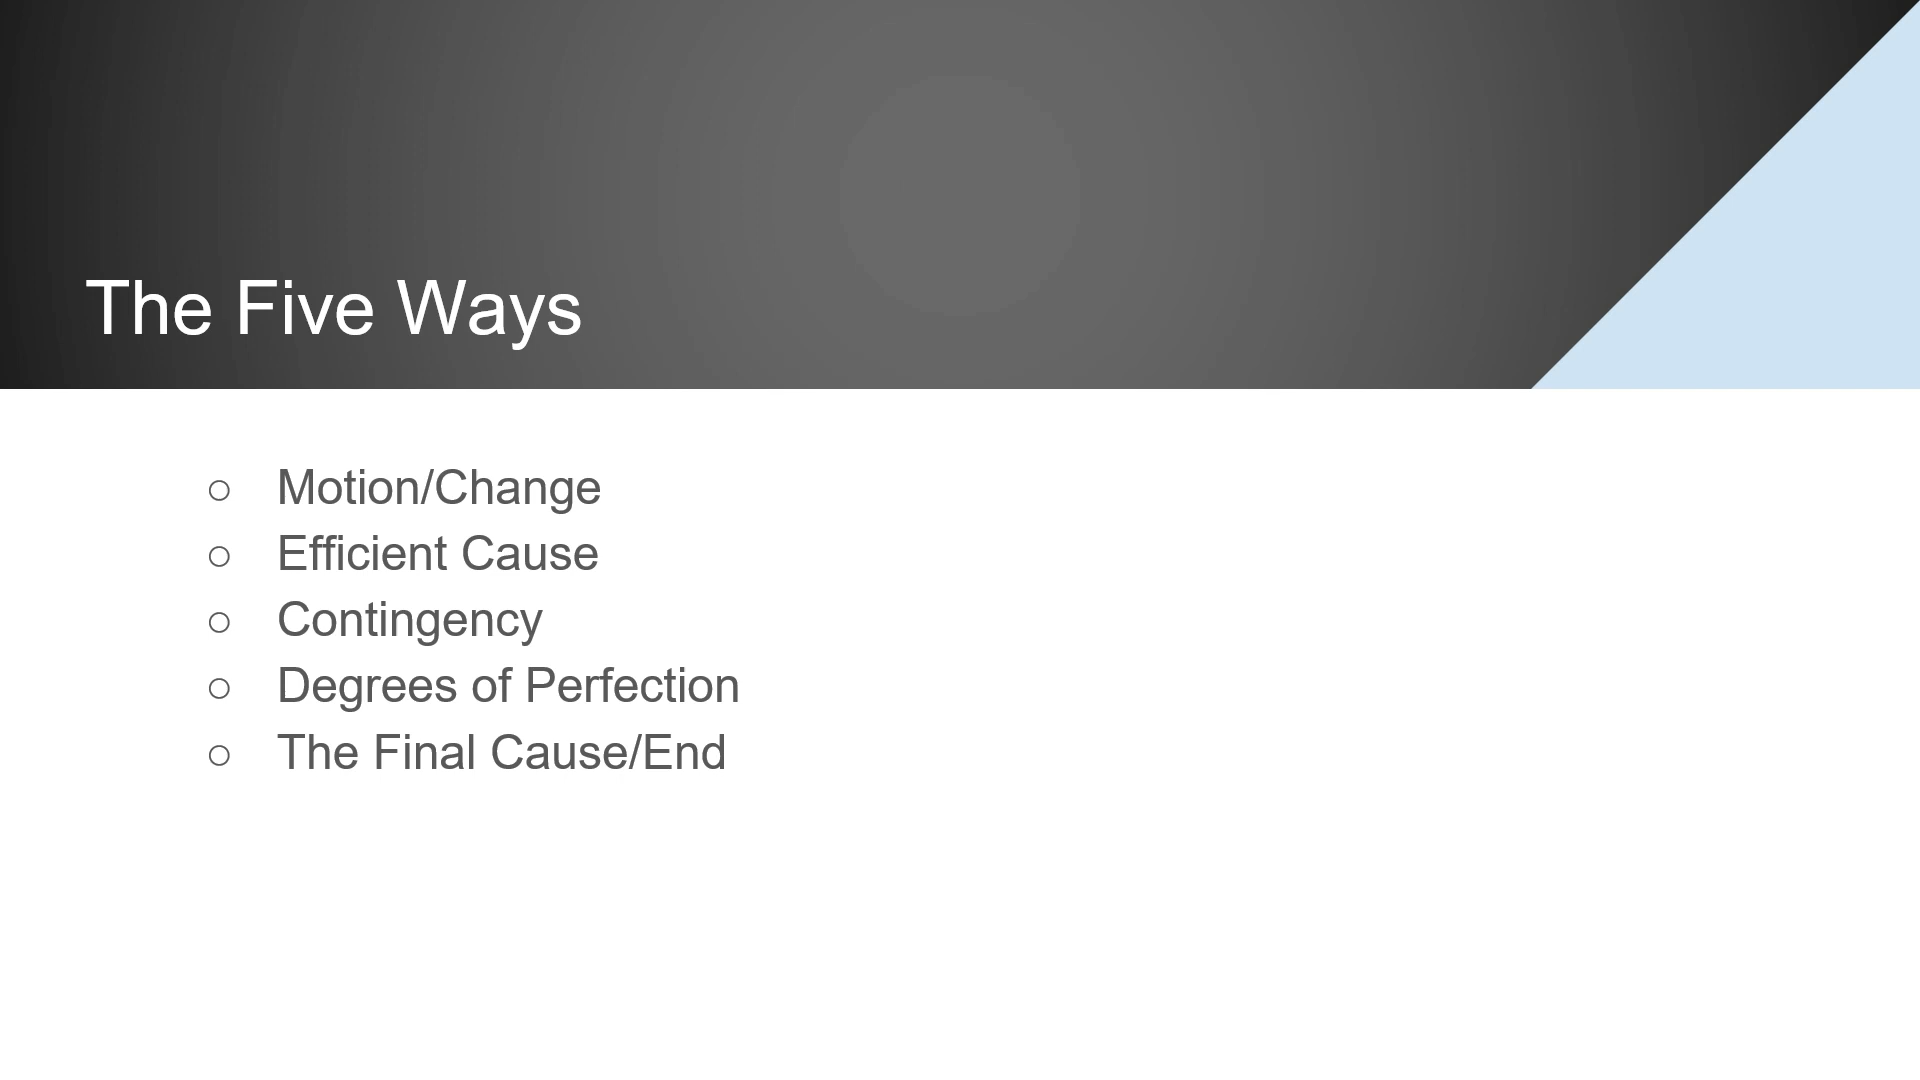 The Five Ways
○ Motion/Change
○ Efficient Cause
○ Contingency
○ Degrees of Perfection
○ The Final Cause/End